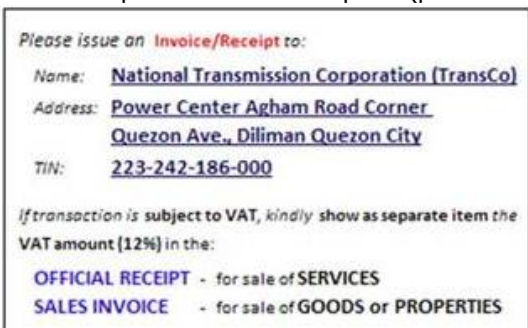 Please issue an Invoice/Receipt to:
Name: National Transmission Corporation (TransCo)
Address: Power Center Agham Road Corner
Quezon Ave., Diliman Quezon City
TIN: 223-242-186-000
If transaction is subject to VAT, kindly show as separate item the
VAT amount (12%) in the:
OFFICIAL RECEIPT - for sale of SERVICES
SALES INVOICE - for sale of GOODS or PROPERTIES